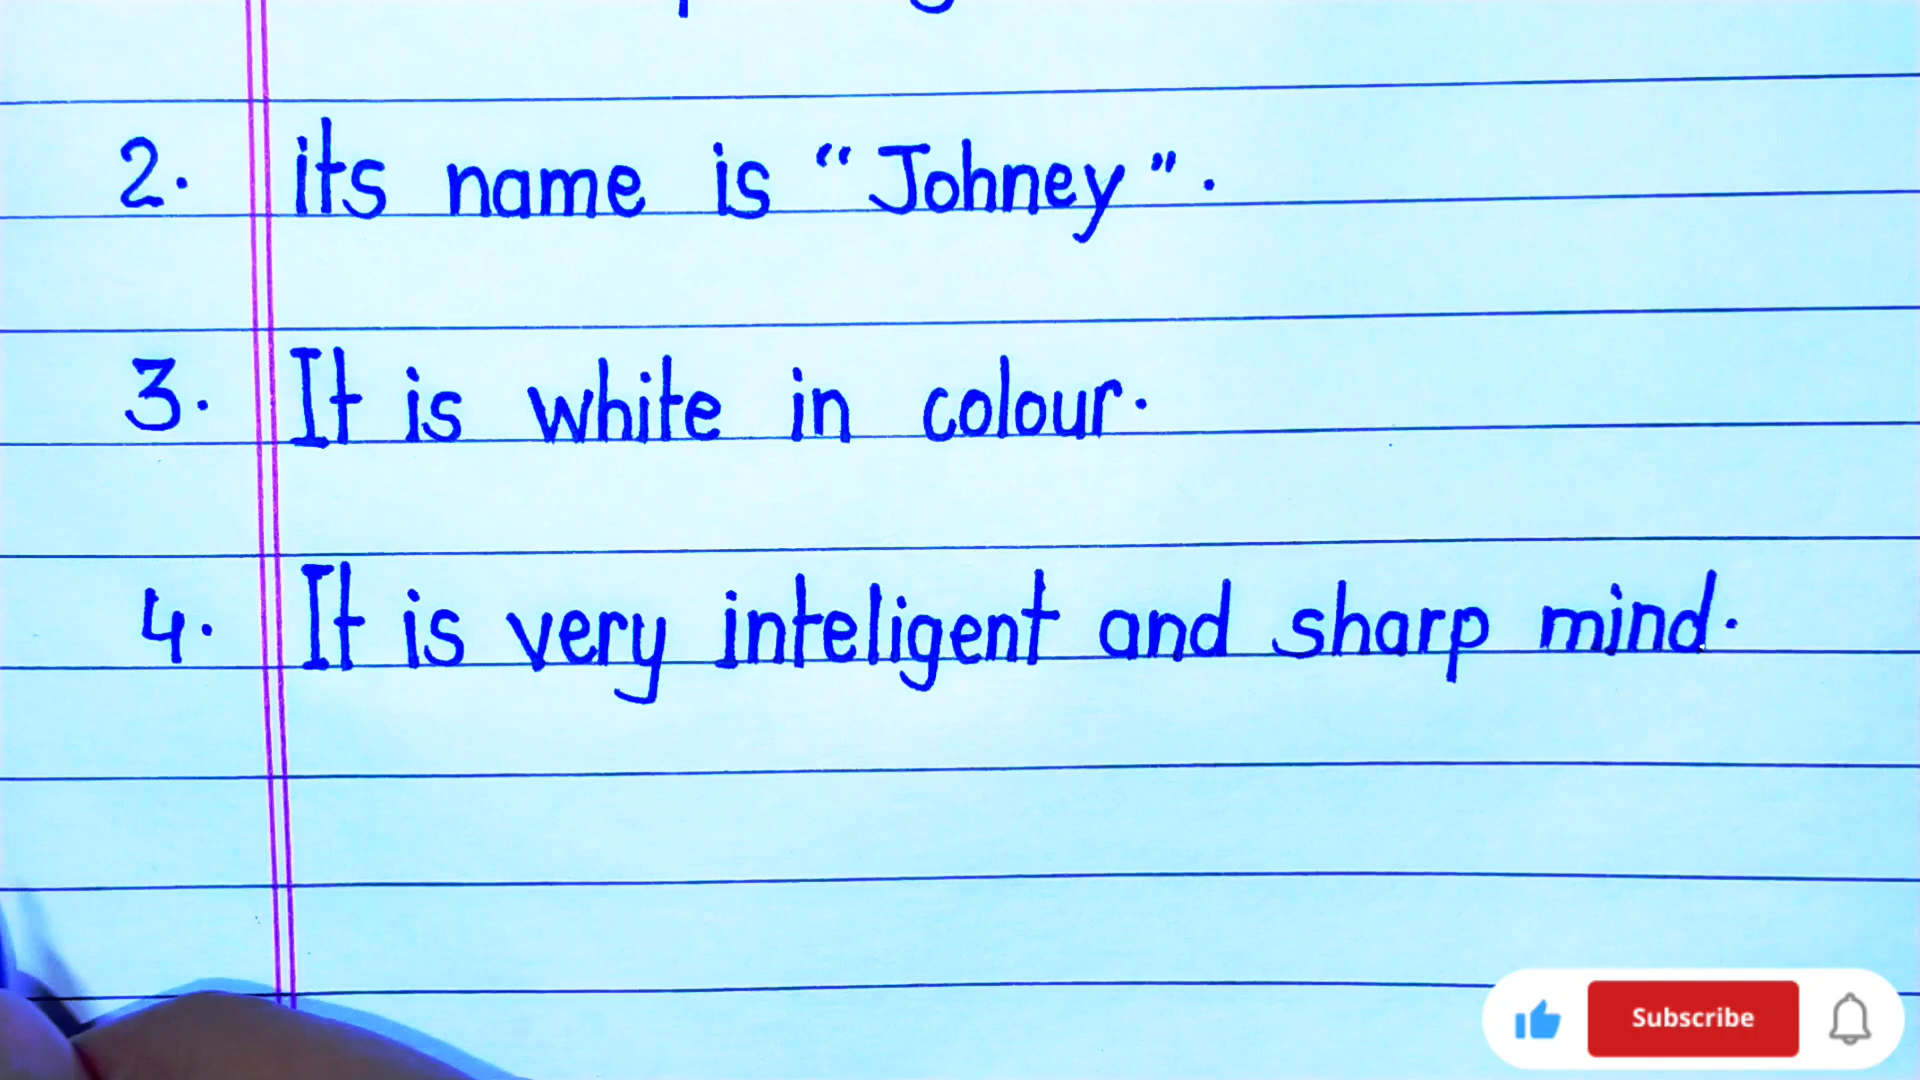 2. its name is “Johney”.
3. It is white in colour.
4. It is very inteligent and sharp mind.
Subscribe